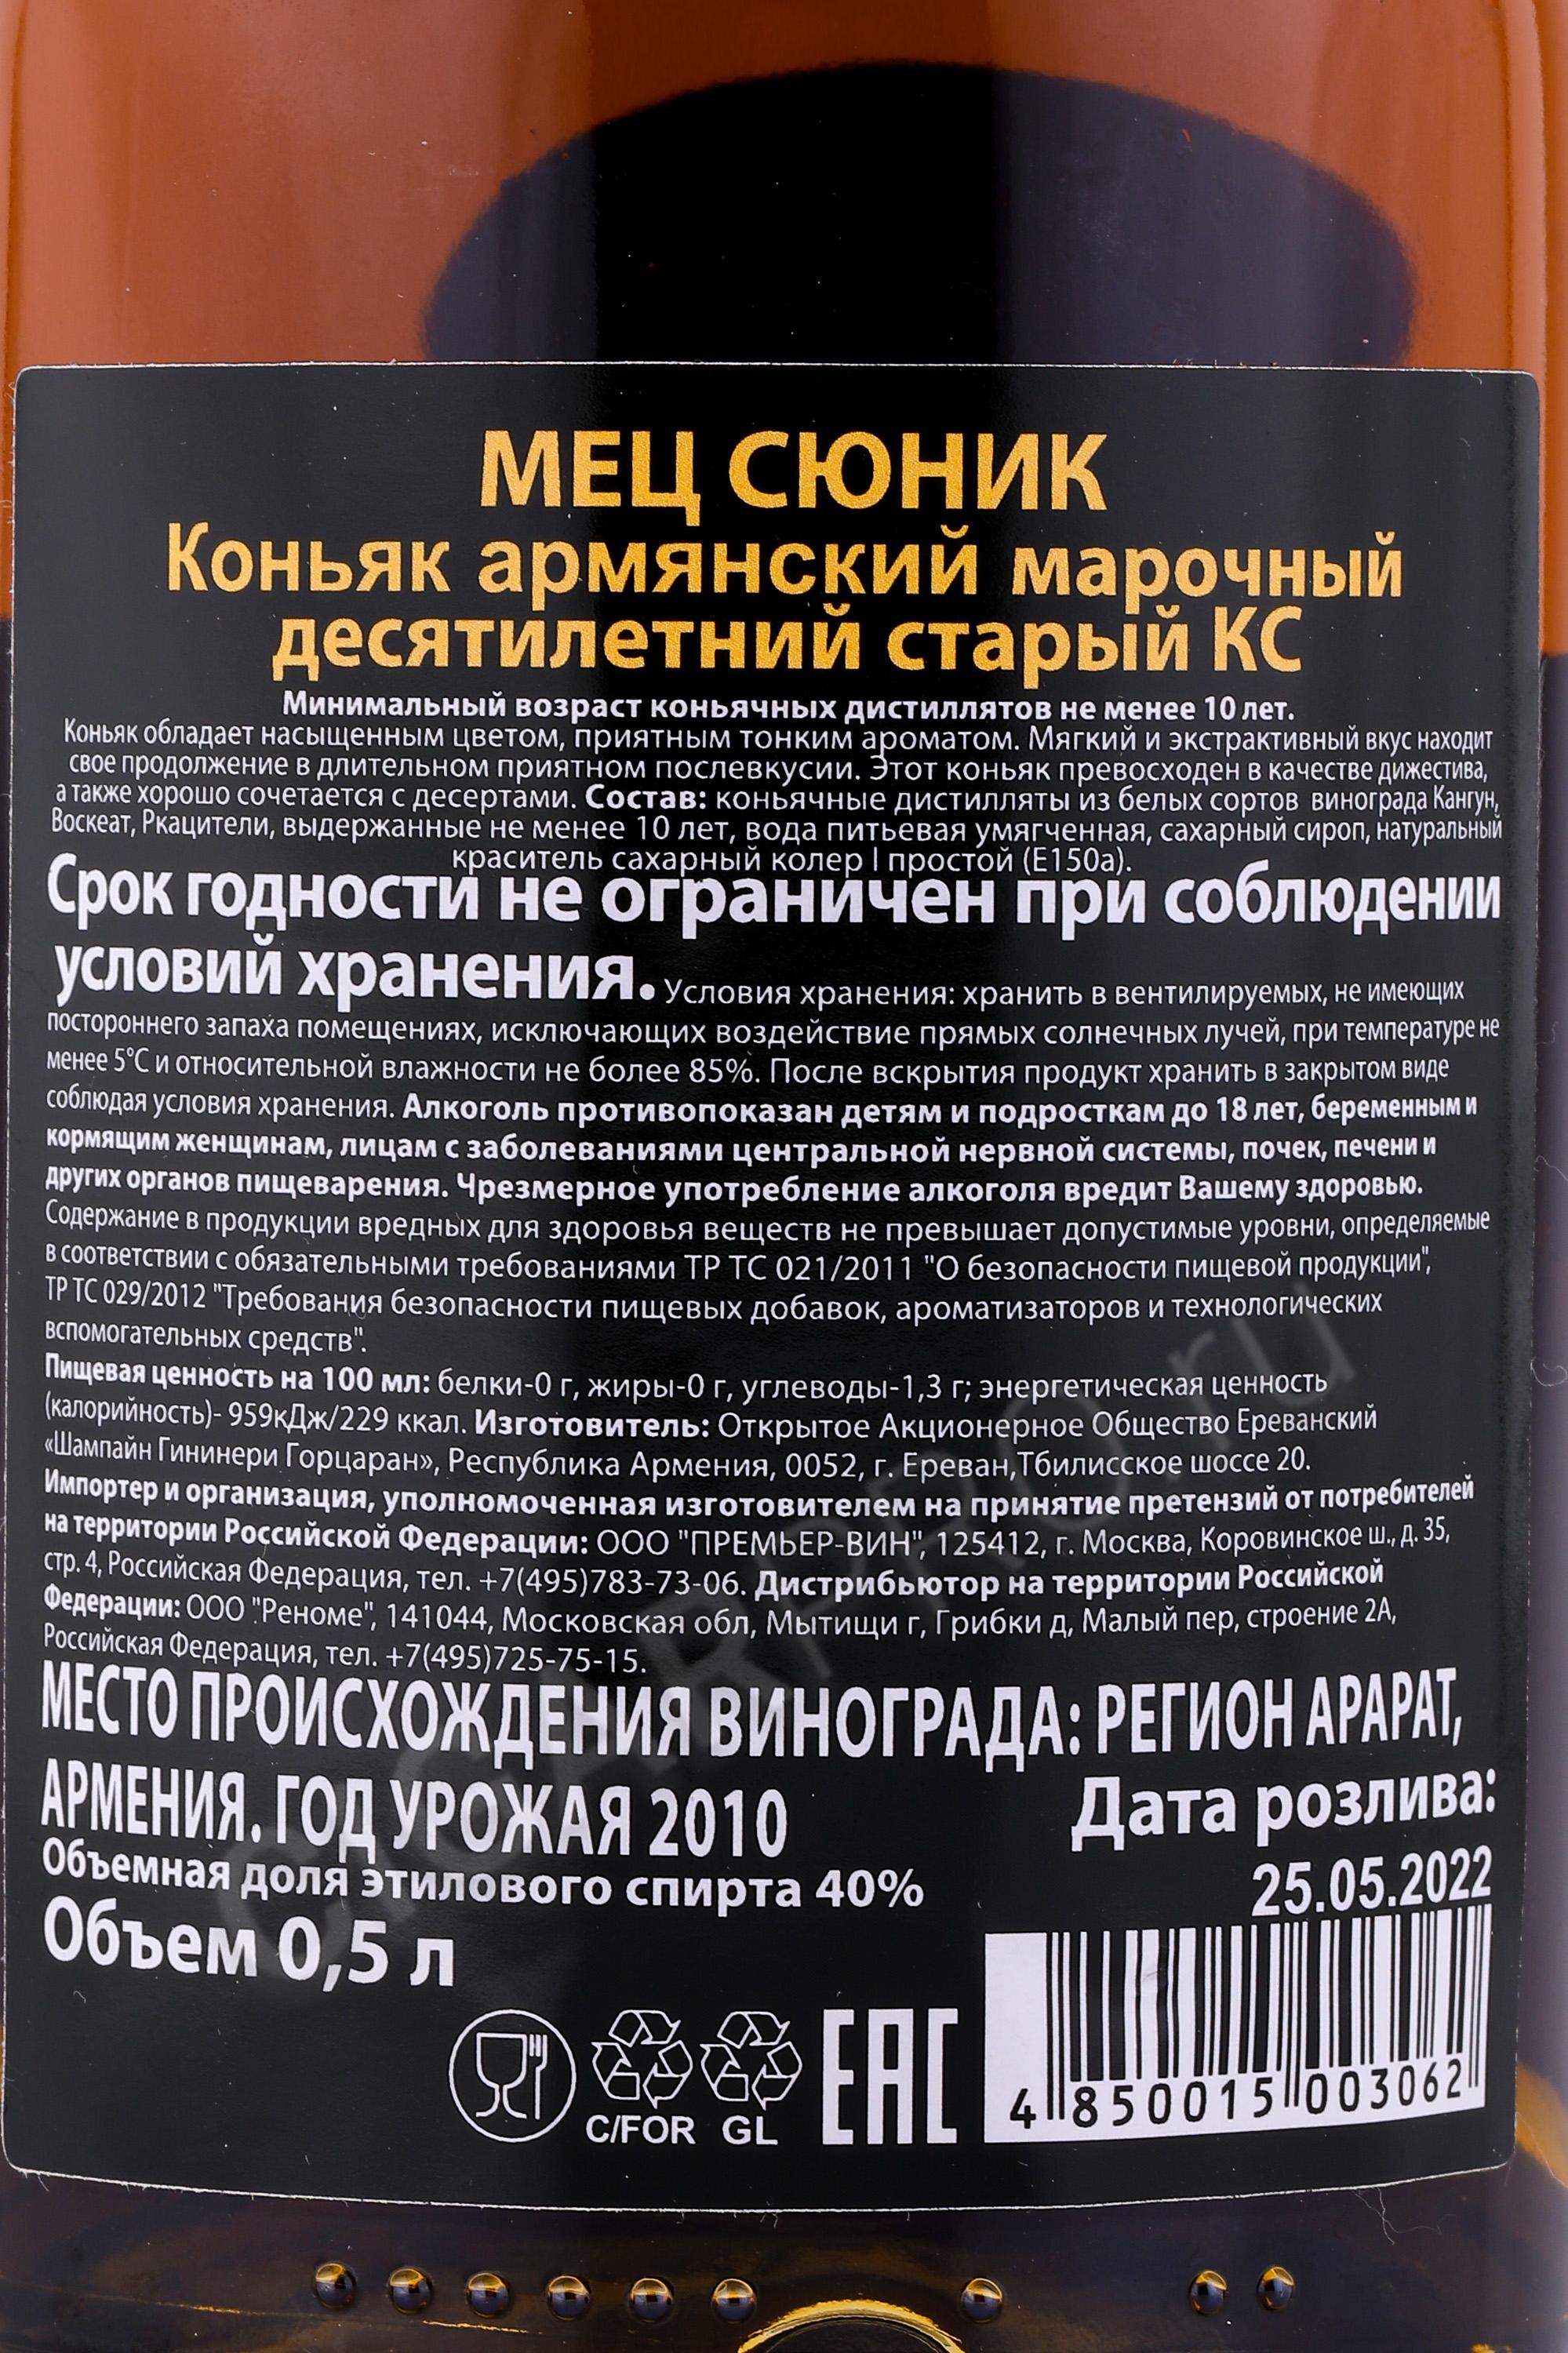 МЕЦ СЮНИК
Коньяк армянский марочный
десятилетний старый КС
Минимальный возраст коньячных дистиллятов не менее 10 лет.
Коньяк обладает насыщенным цветом, приятным тонким ароматом. Мягкий и экстрактивный вкус находит
свое продолжение в длительном приятном послевкусии. Этот коньяк превосходен в качестве дижестива,
а также хорошо сочетается с десертами. Состав: коньячные дистилляты из белых сортов винограда Кангун,
Воскеат, Ркацители, выдержанные не менее 10 лет, вода питьевая умягченная, сахарный сироп, натуральный
краситель сахарный колер I простой (Е150а).
Срок годности не ограничен при соблюдении
условий хранения. Условия хранения: хранить в вентилируемых, не имеющих
постороннего запаха помещениях, исключающих воздействие прямых солнечных лучей, при температуре не
менее 5°С и относительной влажности не более 85%. После вскрытия продукт хранить в закрытом виде
соблюдая условия хранения. Алкоголь противопоказан детям и подросткам до 18 лет, беременным и
кормящим женщинам, лицам с заболеваниями центральной нервной системы, почек, печени и
других органов пищеварения. Чрезмерное употребление алкоголя вредит Вашему здоровью.
Содержание в продукции вредных для здоровья веществ не превышает допустимые уровни, определяемые
в соответствии с обязательными требованиями ТР ТС 021/2011 "О безопасности пищевой продукции",
ТР ТС 029/2012 "Требования безопасности пищевых добавок, ароматизаторов и технологических
вспомогательных средств".
Пищевая ценность на 100 мл: белки-0 г, жиры-0 г, углеводы-1,3 г; энергетическая ценность
(калорийность)- 959кДж/229 ккал. Изготовитель: Открытое Акционерное Общество Ереванский
«Шампайн Гининери Горцаран», Республика Армения, 0052, г. Ереван,Тбилисское шоссе 20.
Импортер и организация, уполномоченная изготовителем на принятие претензий от потребителей
на территории Российской Федерации: ООО "ПРЕМЬЕР-ВИН", 125412, г. Москва, Коровинское ш., д. 35,
стр. 4, Российская Федерация, тел. +7(495)783-73-06. Дистрибьютор на территории Российской
Федерации: ООО "Реноме", 141044, Московская обл, Мытищи г, Грибки д, Малый пер, строение 2А,
Российская Федерация, тел. +7(495)725-75-15.
МЕСТО ПРОИСХОЖДЕНИЯ ВИНОГРАДА: РЕГИОН АРАРАТ,
АРМЕНИЯ. ГОД УРОЖАЯ 2010
Дата розлива:
Объемная доля этилового спирта 40%
25.05.2022
Объем 0,5 л
C/FOR GL
EAC
4 850015 003062
CIGARPRO.ru